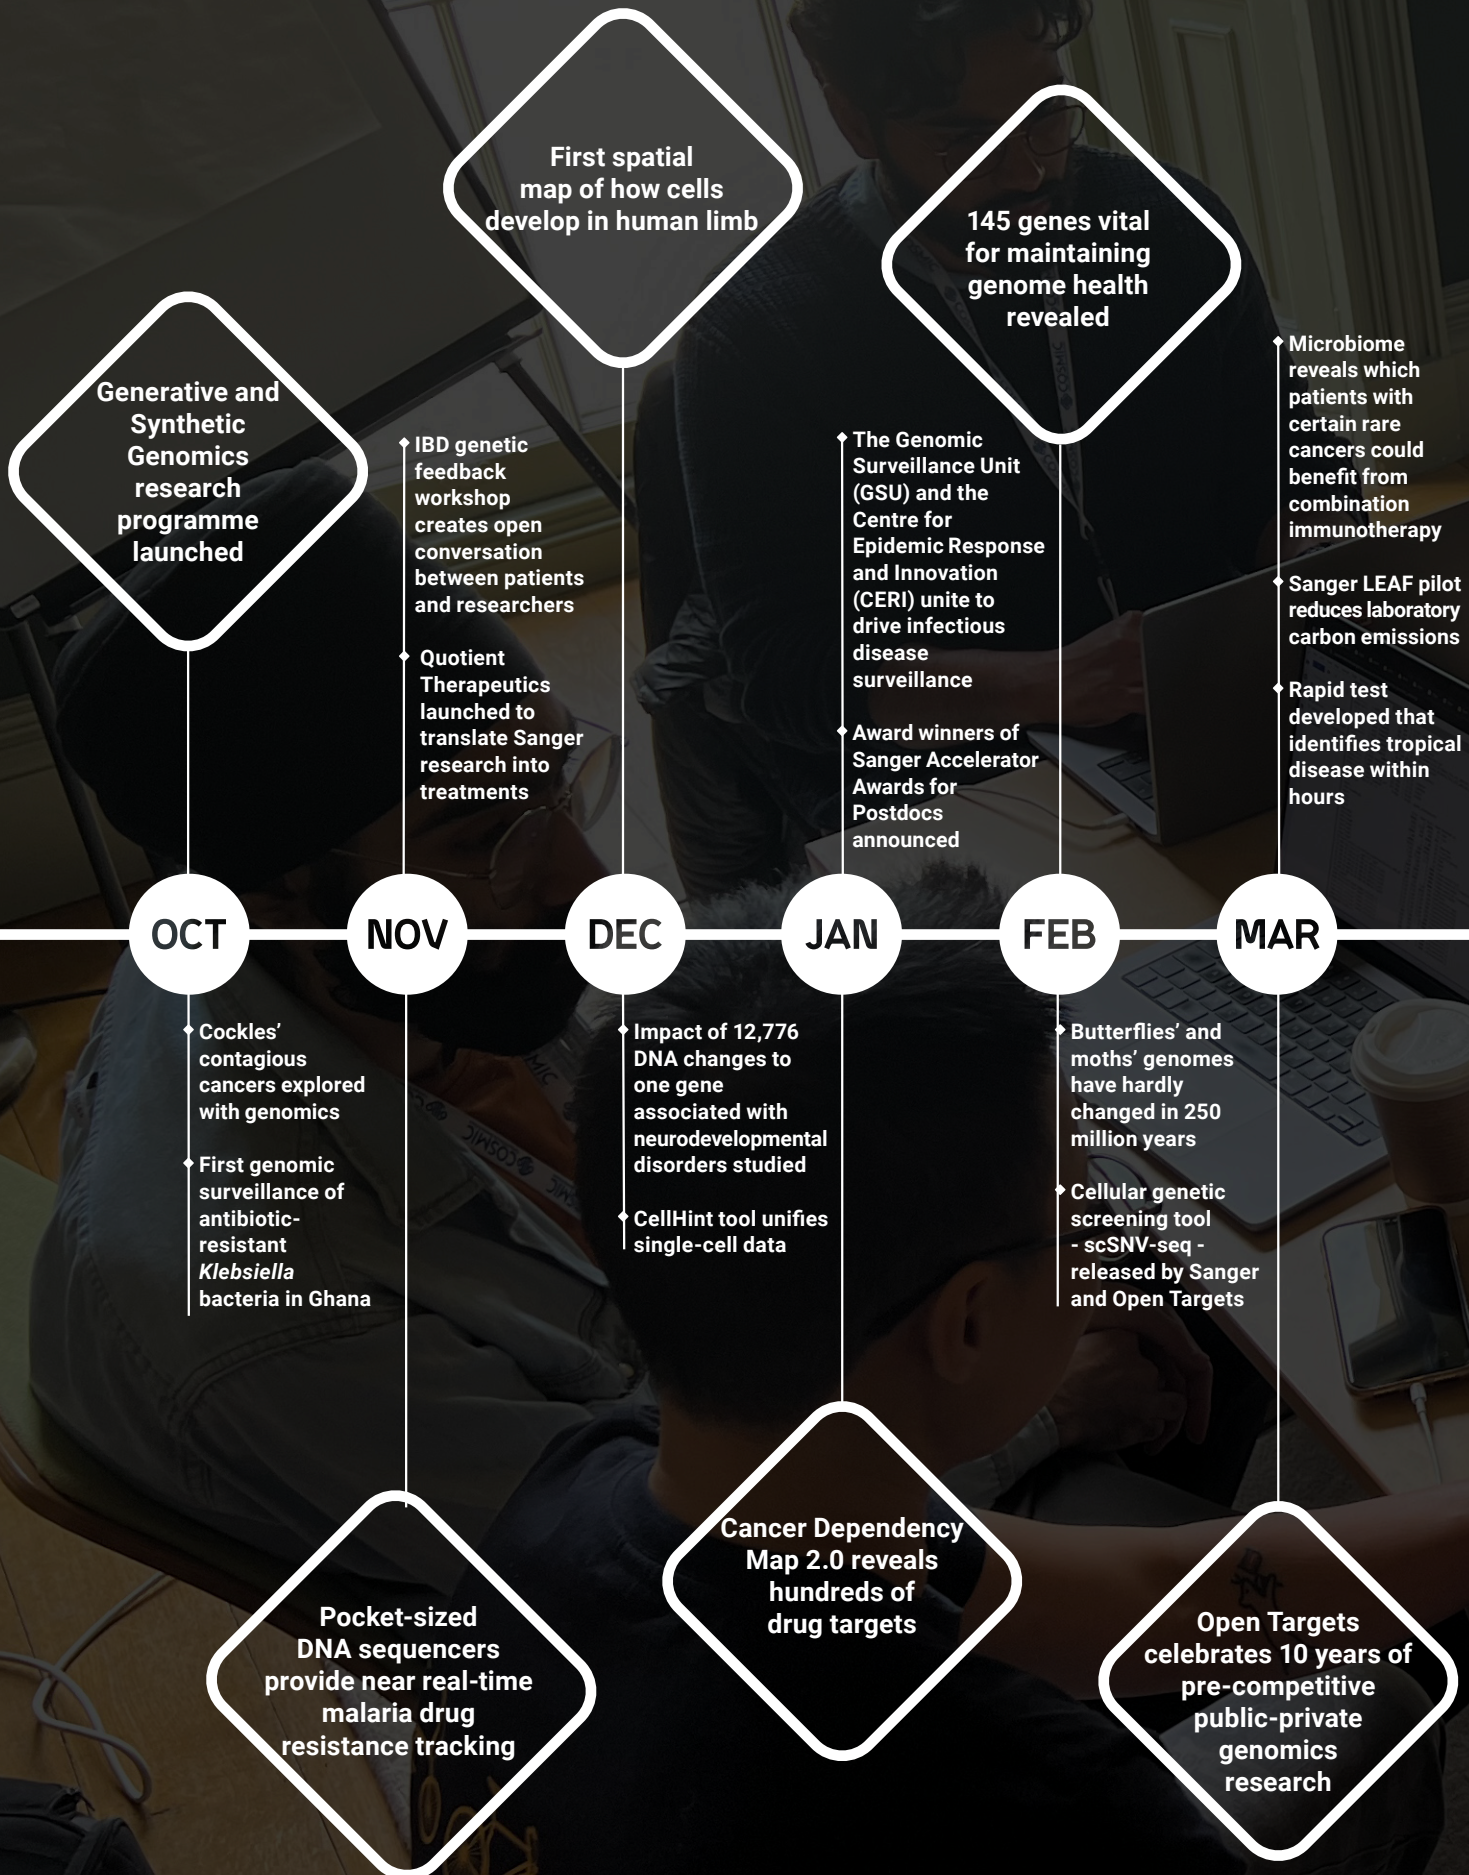 First spatial
map of how cells
develop in human limb
145 genes vital
for maintaining
genome health
revealed
Generative and
Synthetic
Genomics
research
programme
launched
IBD genetic
feedback
workshop
creates open
conversation
between patients
and researchers
Quotient
Therapeutics
launched to
translate Sanger
research into
treatments
The Genomic
Surveillance Unit
(GSU) and the
Centre for
Epidemic Response
and Innovation
(CERI) unite to
drive infectious
disease
surveillance
Award winners of
Sanger Accelerator
Awards for
Postdocs
announced
Microbiome
reveals which
patients with
certain rare
cancers could
benefit from
combination
immunotherapy
Sanger LEAF pilot
reduces laboratory
carbon emissions
Rapid test
developed that
identifies tropical
disease within
hours
OCT
NOV
DEC
JAN
FEB
MAR
Cockles’
contagious
cancers explored
with genomics
First genomic
surveillance of
antibiotic-
resistant
Klebsiella
bacteria in Ghana
Impact of 12,776
DNA changes to
one gene
associated with
neurodevelopmental
disorders studied
CellHint tool unifies
single-cell data
Butterflies’ and
moths’ genomes
have hardly
changed in 250
million years
Cellular genetic
screening tool
- scSNV-seq -
released by Sanger
and Open Targets
Pocket-sized
DNA sequencers
provide near real-time
malaria drug
resistance tracking
Cancer Dependency
Map 2.0 reveals
hundreds of
drug targets
Open Targets
celebrates 10 years of
pre-competitive
public-private
genomics
research
COSMIC
COSMIC
COSMIC